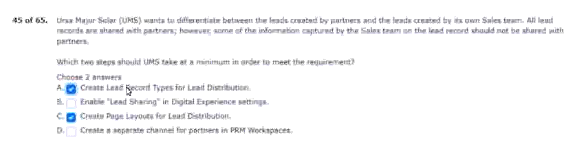 45 of 65. Ursa Major Solar (UMS) wants to differentiate between the leads created by partners and the leads created by its own Sales team. All lead
records are shared with partners; however, some of the information captured by the Sales team on the lead record should not be shared with
partners.
Which two steps should UMS take at a minimum in order to meet the requirement?
Choose 2 answers
A. Create Lead Record Types for Lead Distribution.
B. Enable "Lead Sharing" in Digital Experience settings.
C. Create Page Layouts for Lead Distribution.
D. Create a separate channel for partners in PRM Workspaces.